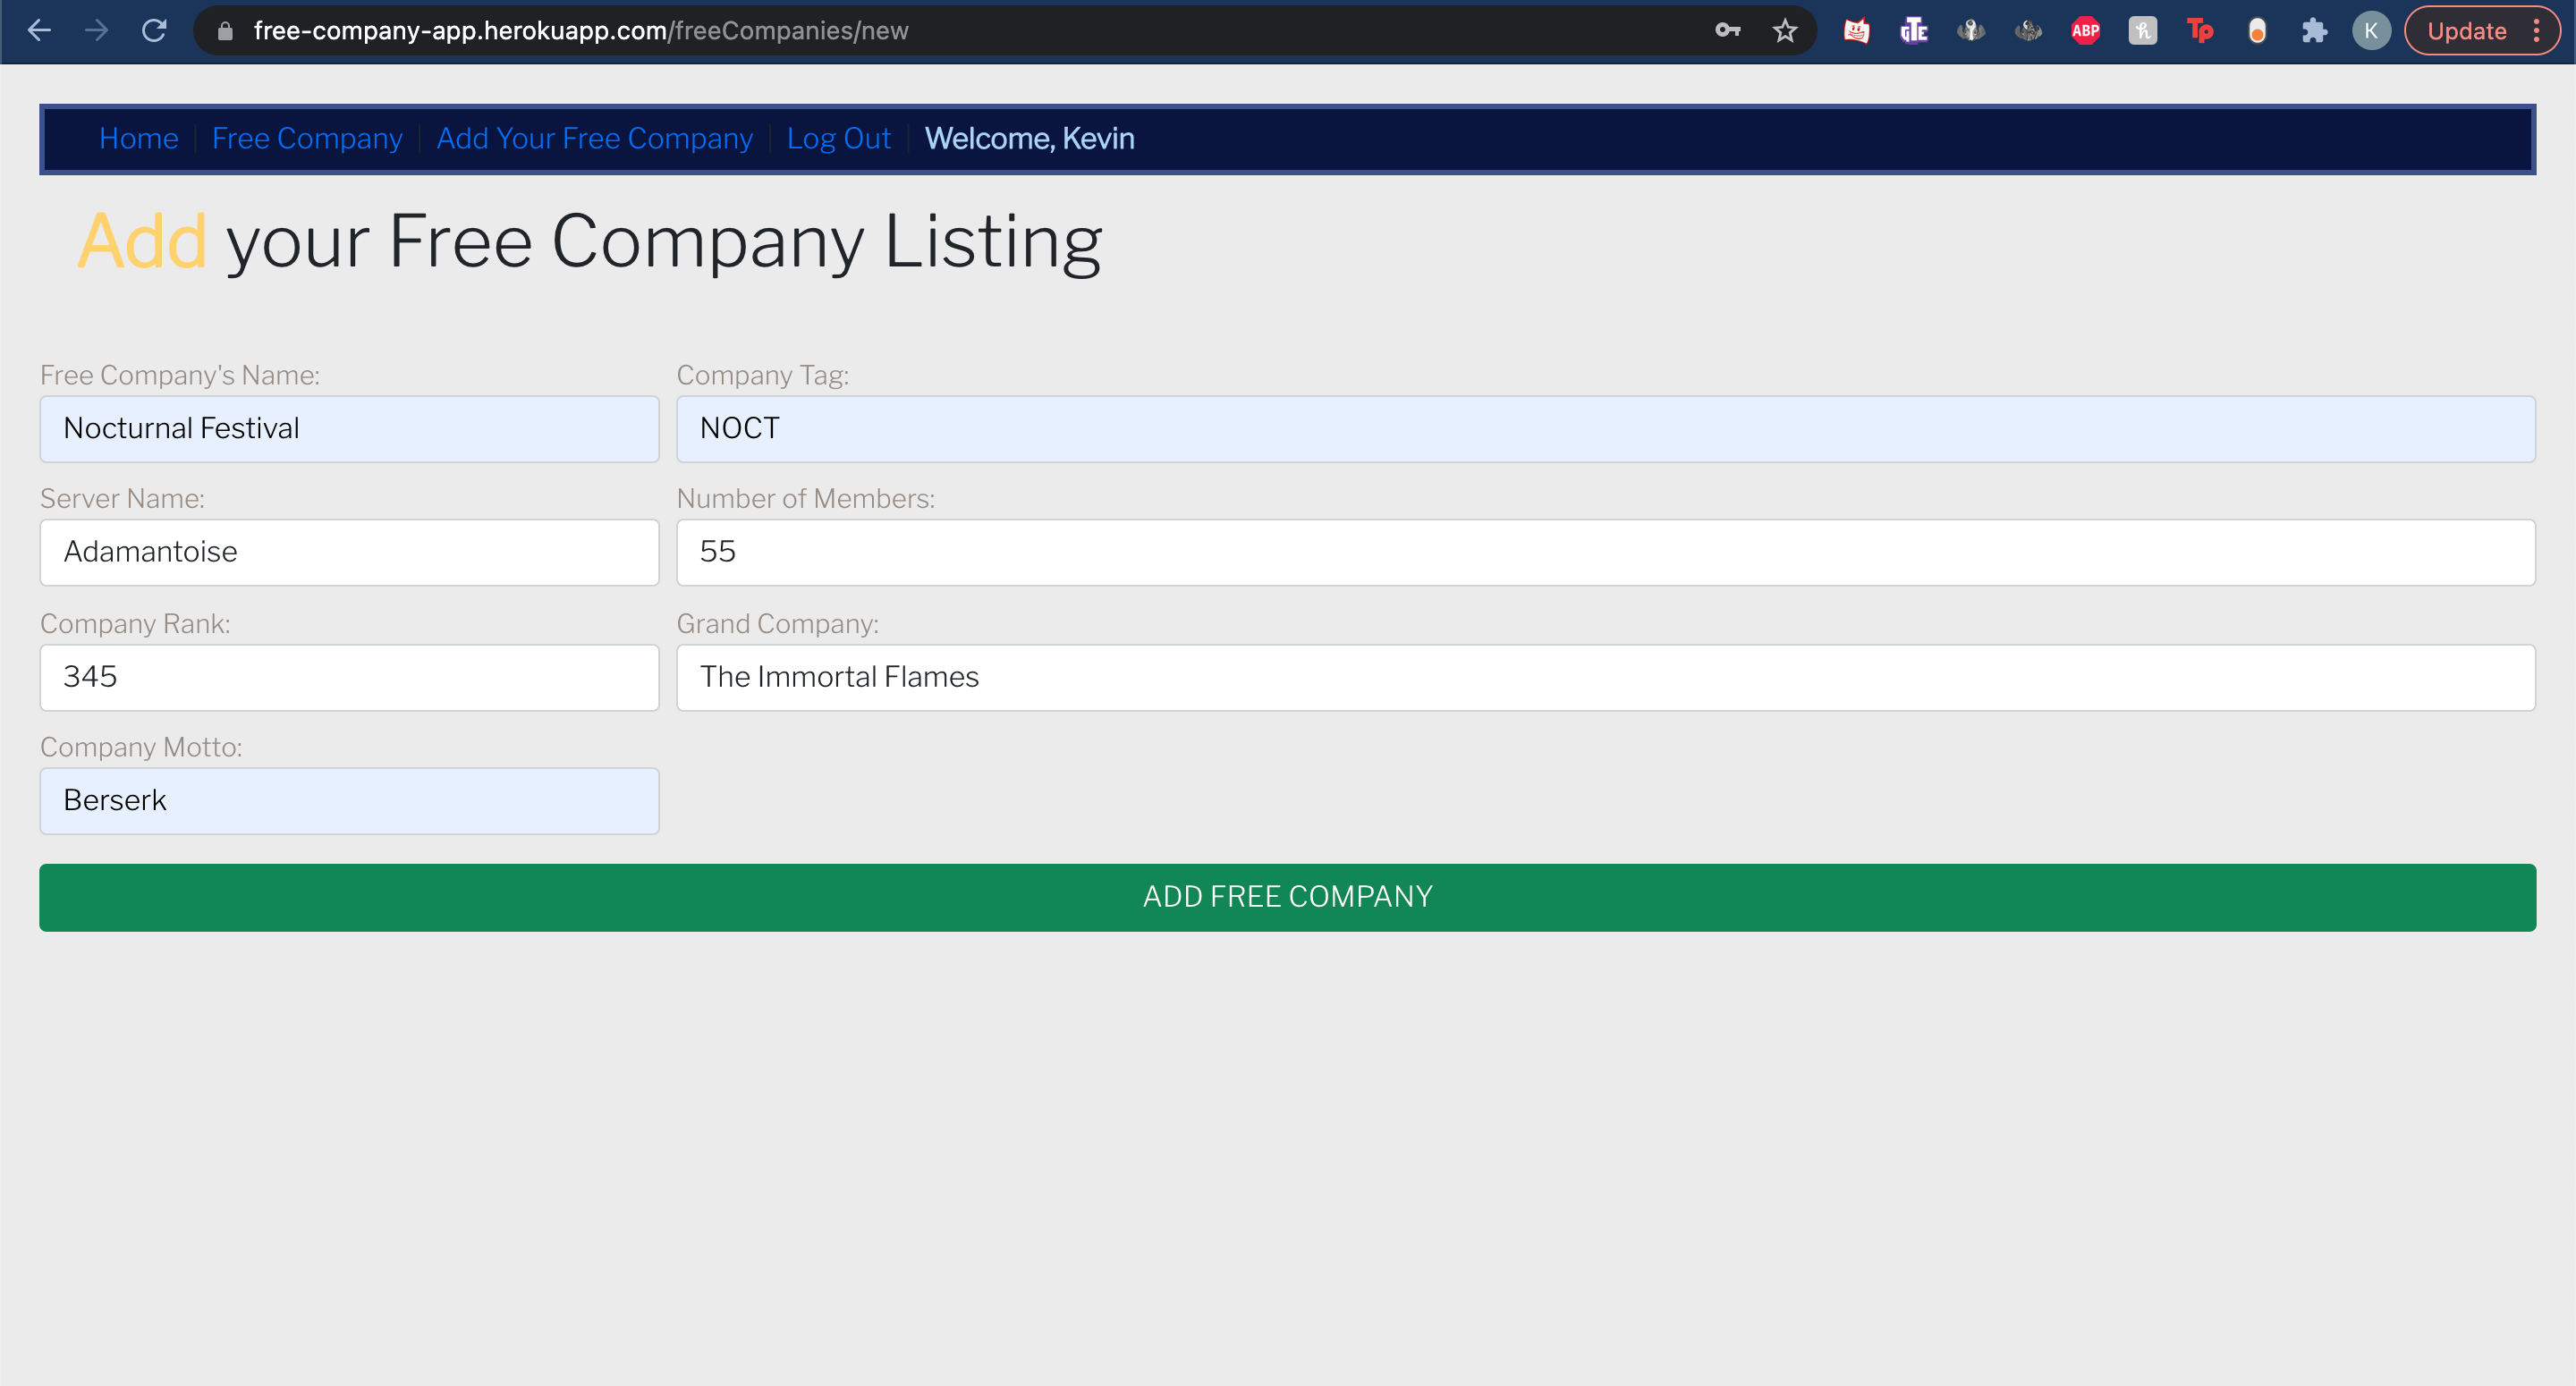 free-company-app.herokuapp.com/freeCompanies/new GTE ABP h Tp K Update
Home Free Company Add Your Free Company Log Out Welcome, Kevin
Add your Free Company Listing
Free Company's Name: Company Tag:
Nocturnal Festival NOCT
Server Name: Number of Members:
Adamantoise 55
Company Rank: Grand Company:
345 The Immortal Flames
Company Motto:
Berserk
ADD FREE COMPANY